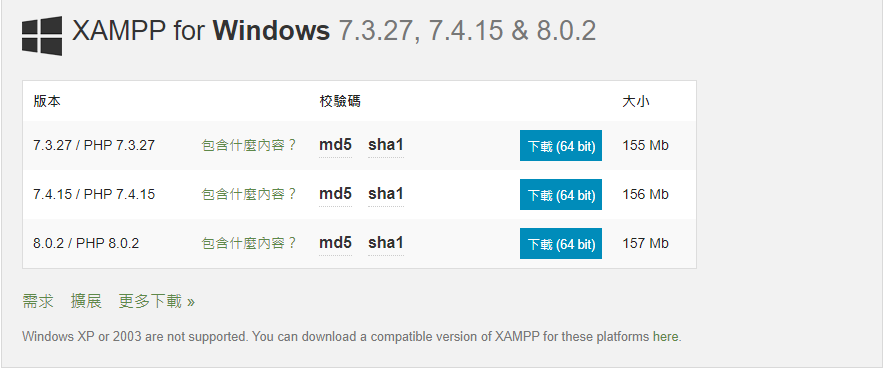 XAMPP for Windows 7.3.27, 7.4.15 & 8.0.2
版本 校驗碼 大小
7.3.27 / PHP 7.3.27 包含什麼內容？ md5 sha1 下載 (64 bit) 155 Mb
7.4.15 / PHP 7.4.15 包含什麼內容？ md5 sha1 下載 (64 bit) 156 Mb
8.0.2 / PHP 8.0.2 包含什麼內容？ md5 sha1 下載 (64 bit) 157 Mb
需求 擴展 更多下載 »
Windows XP or 2003 are not supported. You can download a compatible version of XAMPP for these platforms here.